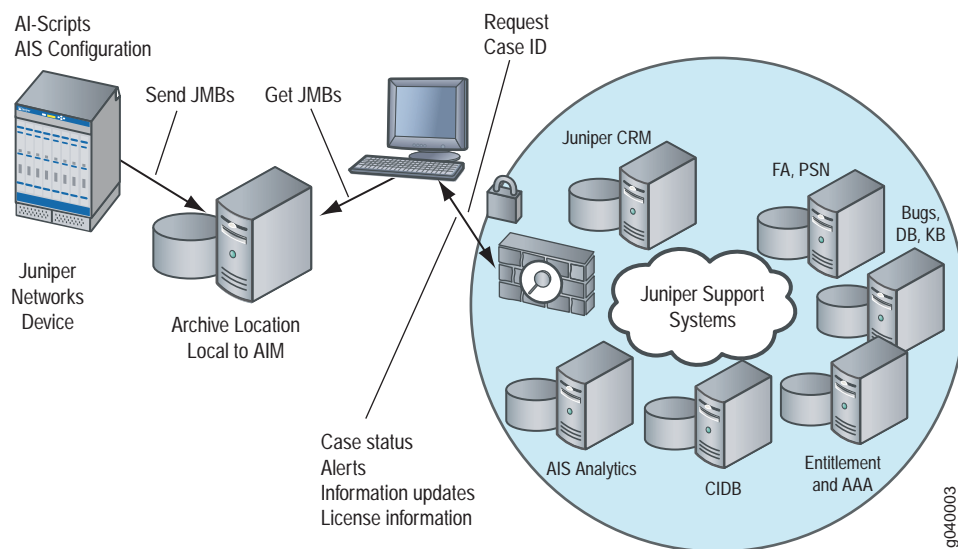 AI-Scripts
AIS Configuration
Send JMBs
Get JMBs
Request
Case ID
Juniper
Networks
Device
Archive Location
Local to AIM
Case status
Alerts
Information updates
License information
Juniper CRM
FA, PSN
Bugs,
DB, KB
Juniper Support
Systems
AIS Analytics
CIDB
Entitlement
and AAA
g040003